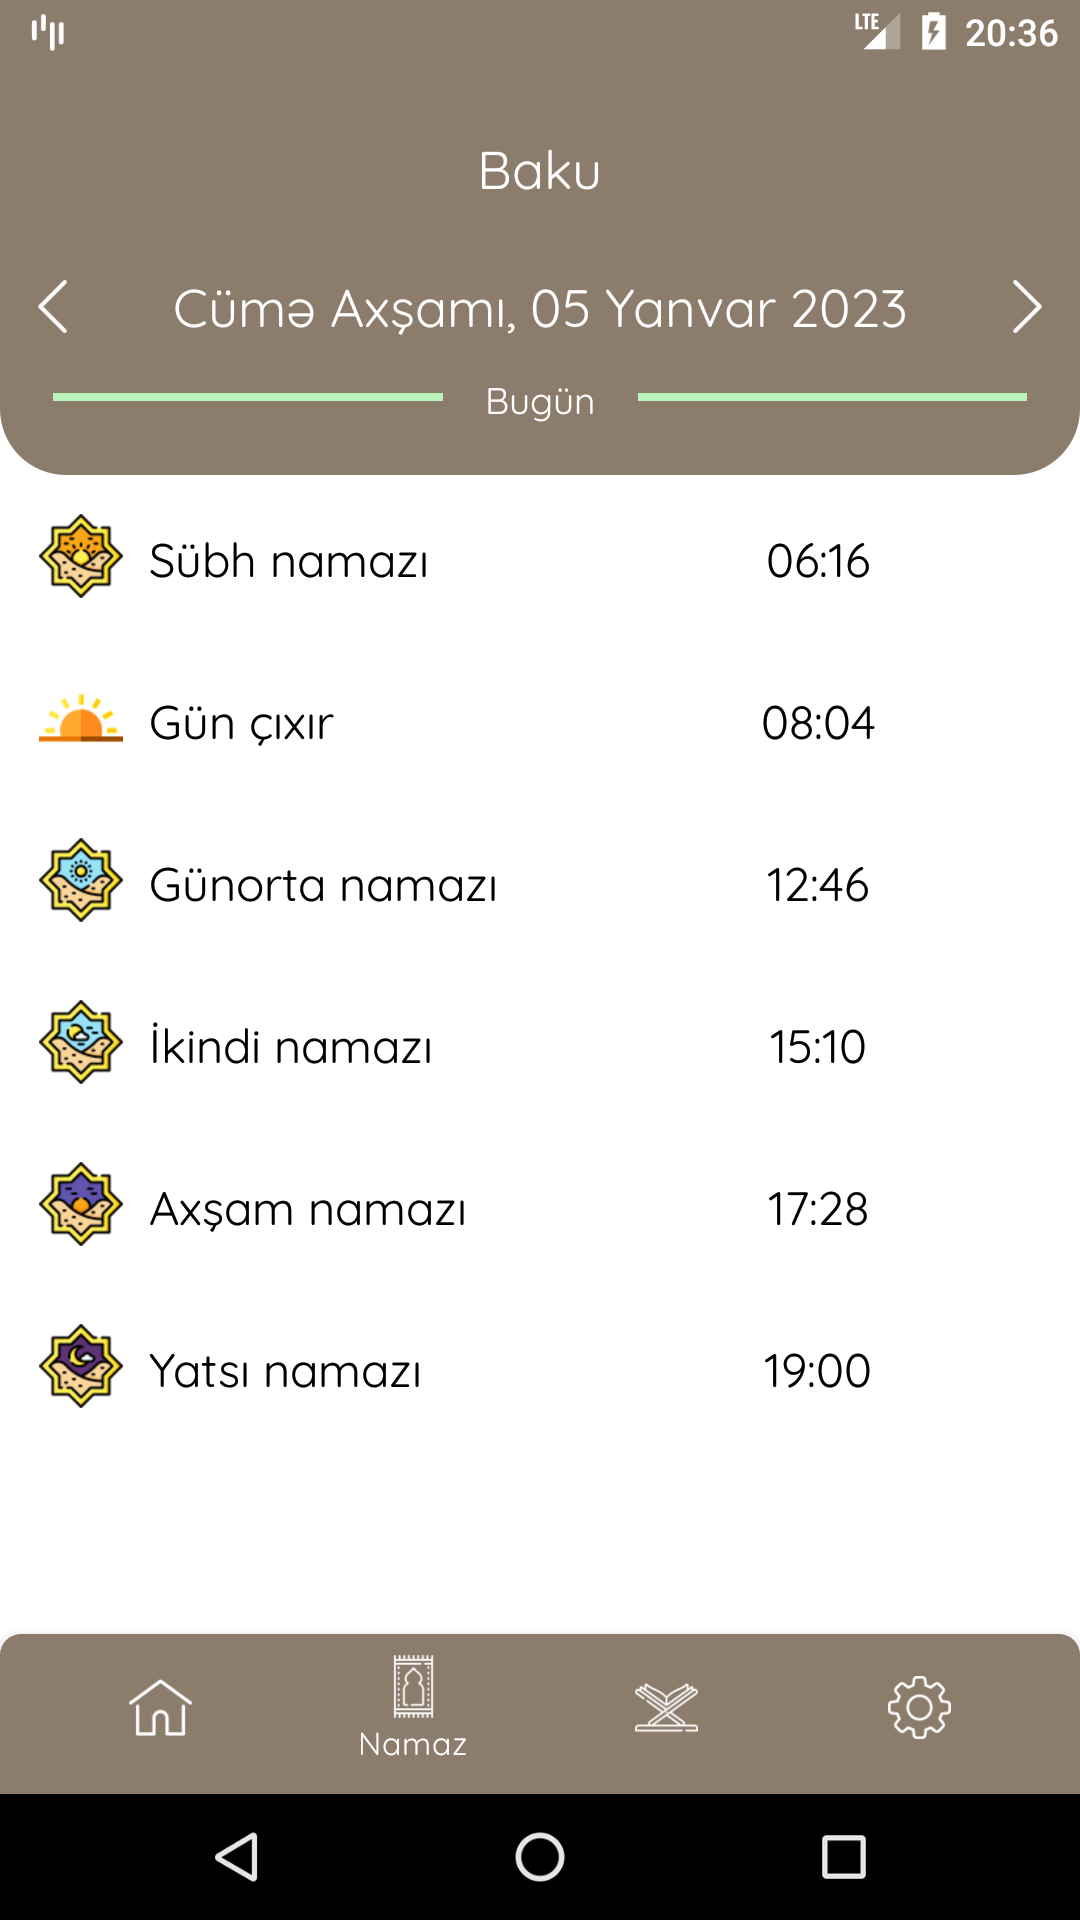 LTE 20:36
Baku
Cümə Axşamı, 05 Yanvar 2023
Bugün
Sübh namazı 06:16
Gün çıxır 08:04
Günorta namazı 12:46
İkindi namazı 15:10
Axşam namazı 17:28
Yatsı namazı 19:00
Namaz